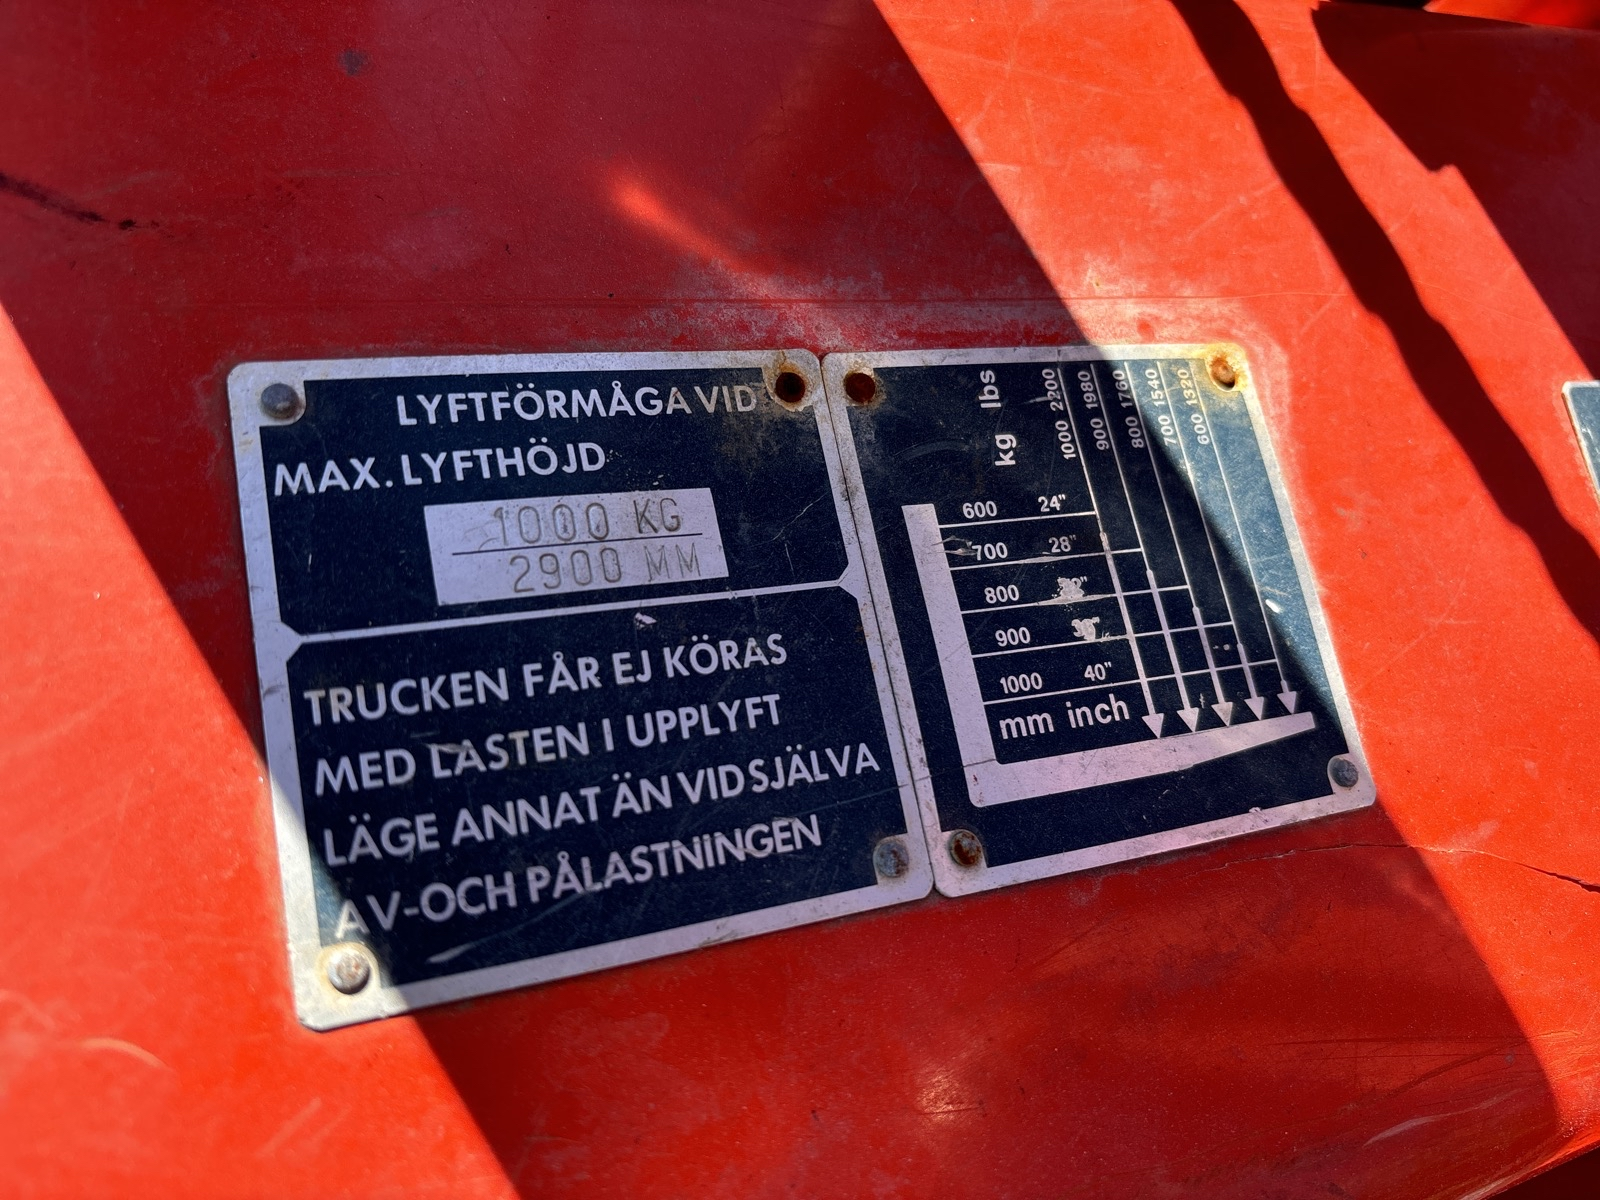 LYFTFÖRMÅGA VID
MAX. LYFTHÖJD
1000 KG
2900 MM
TRUCKEN FÅR EJ KÖRAS
MED LASTEN I UPPLYFT
LÄGE ANNAT ÄN VID SJÄLVA
AV-OCH PÅLASTNINGEN
kg lbs
1000 2200
900 1980
800 1760
700 1540
600 1320
600 24"
700 28"
800
900
1000 40"
mm inch